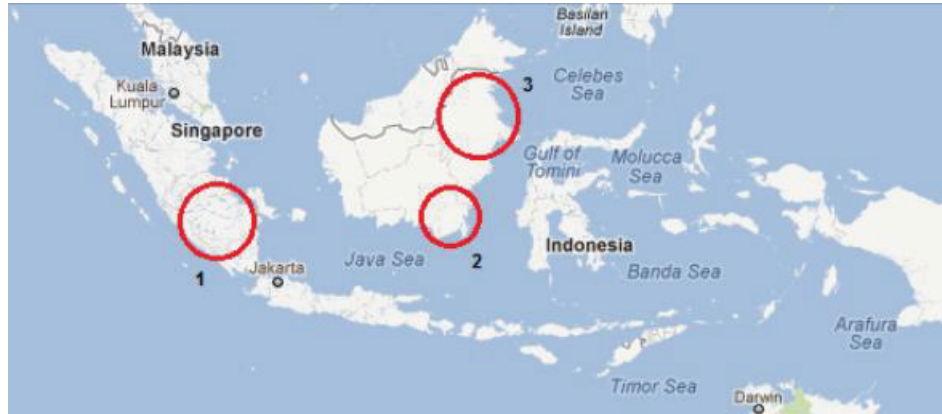 Basilan
Island
Malaysia
Celebes
Sea
3
Kuala
Lumpur
Singapore
Gulf of
Tomini
Molucca
Sea
Indonesia
Java Sea
2
Jakarta
1
Banda Sea
Arafura
Sea
Timor Sea
Darwin